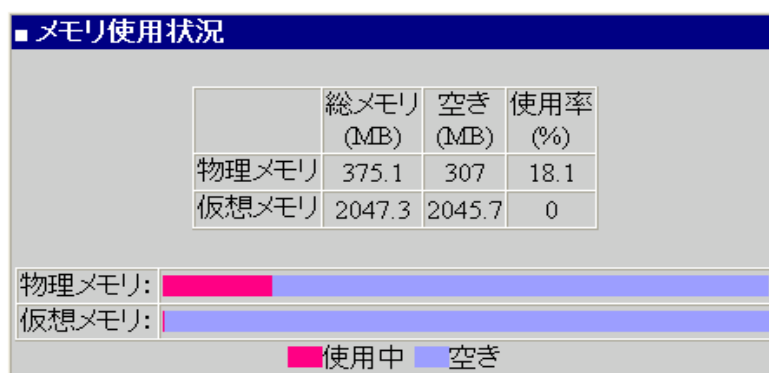 ■ メモリ使用状況
総メモリ 空き 使用率
(MB) (MB) (%)
物理メモリ 375.1 307 18.1
仮想メモリ 2047.3 2045.7 0
物理メモリ:
仮想メモリ:
使用中 空き